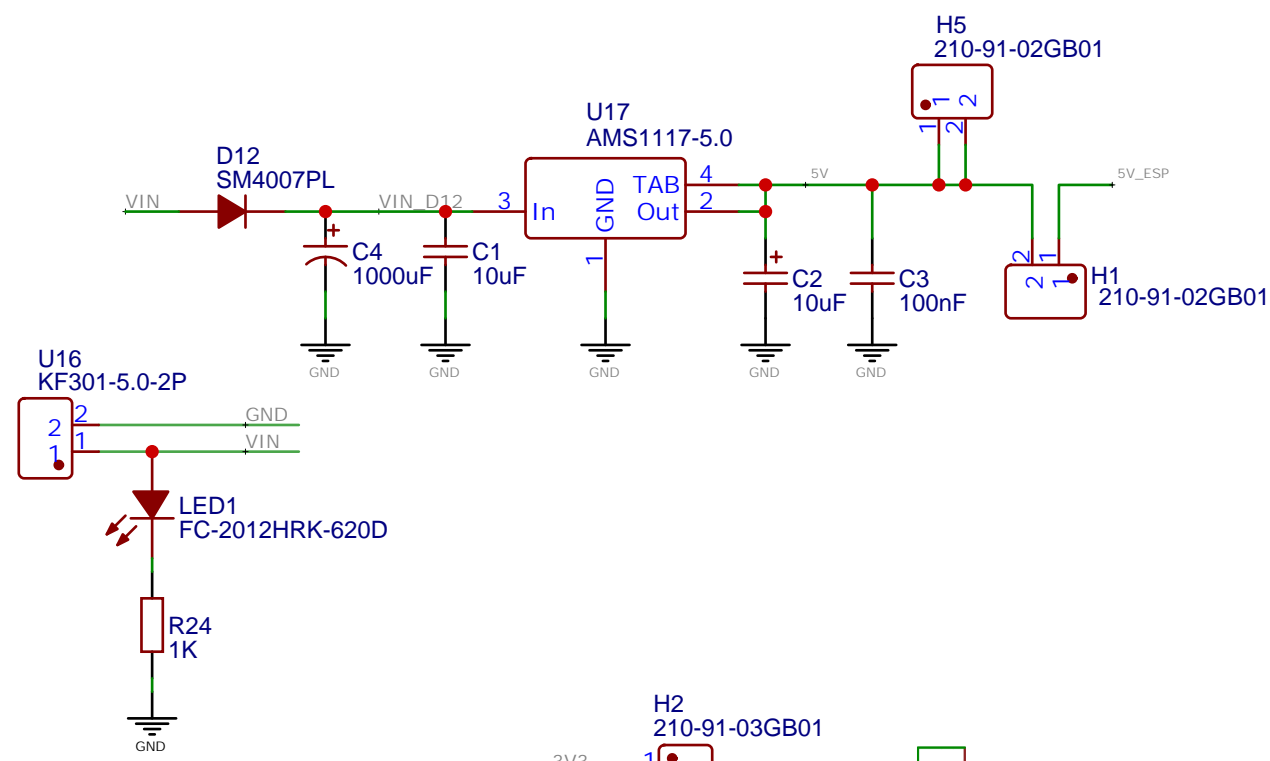 H5
210-91-02GB01
1
2
1
2
U17
AMS1117-5.0
D12
SM4007PL
VIN
VIN_D12
3
In
GND
TAB
Out
4
2
1
5V
5V_ESP
+
C4
1000uF
C1
10uF
+
C2
10uF
C3
100nF
2
1
2
1
H1
210-91-02GB01
GND
GND
GND
GND
GND
U16
KF301-5.0-2P
2
2
GND
1
1
VIN
LED1
FC-2012HRK-620D
R24
1K
GND
H2
210-91-03GB01
3V3
1